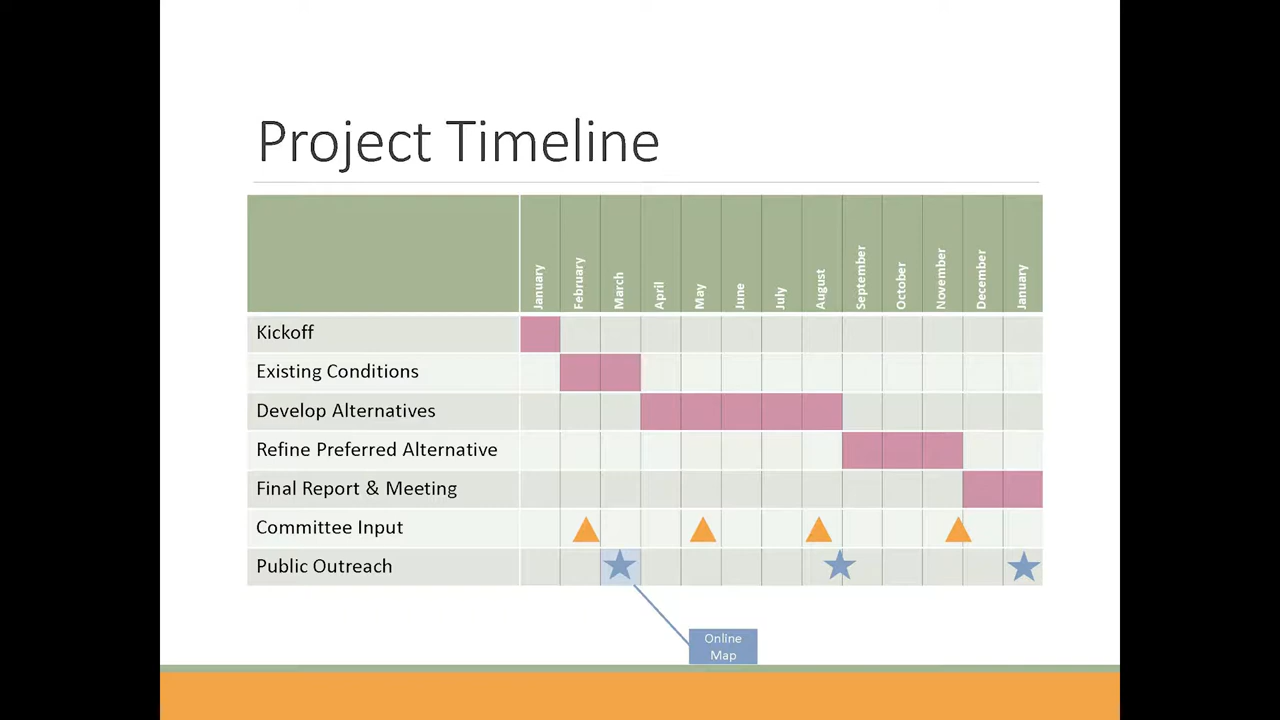 Project Timeline
January
February
March
April
May
June
July
August
September
October
November
December
January
Kickoff
Existing Conditions
Develop Alternatives
Refine Preferred Alternative
Final Report & Meeting
Committee Input
Public Outreach
Online
Map